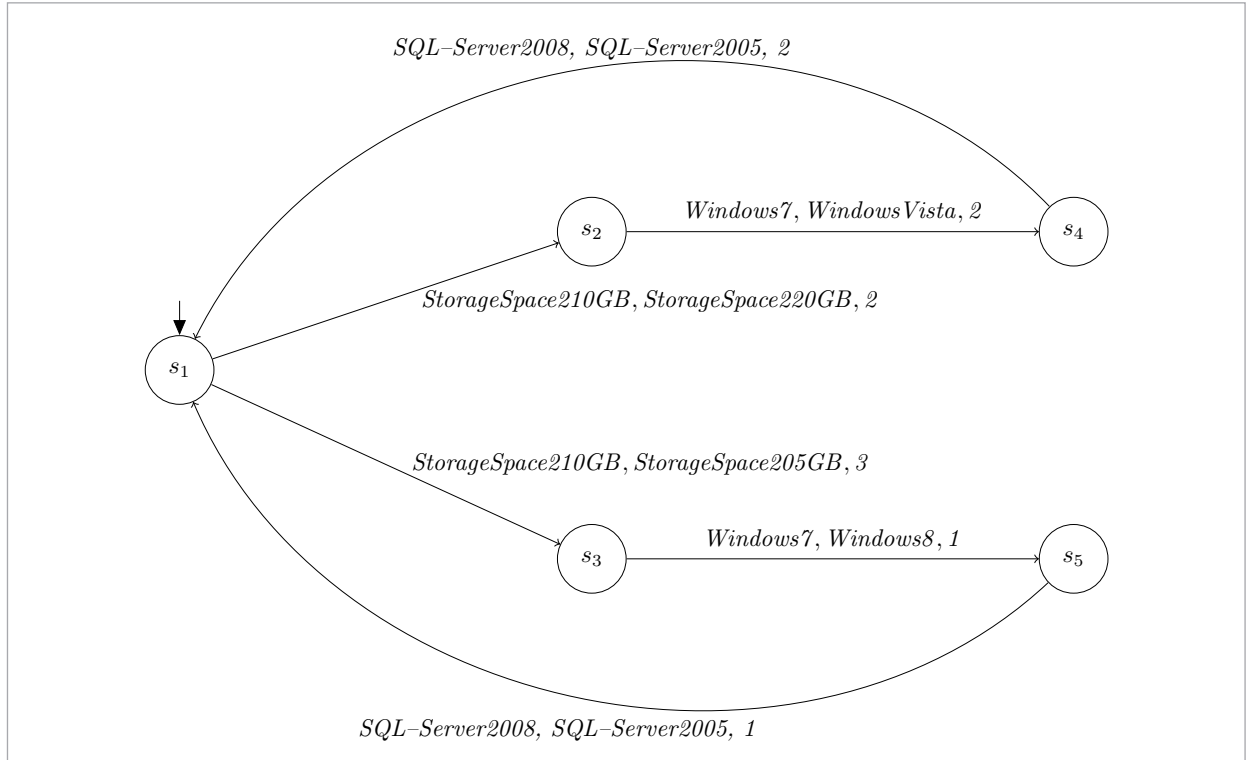 SQL–Server2008, SQL–Server2005, 2
Windows7, WindowsVista, 2
s2
s4
StorageSpace210GB, StorageSpace220GB, 2
s1
StorageSpace210GB, StorageSpace205GB, 3
Windows7, Windows8, 1
s3
s5
SQL–Server2008, SQL–Server2005, 1